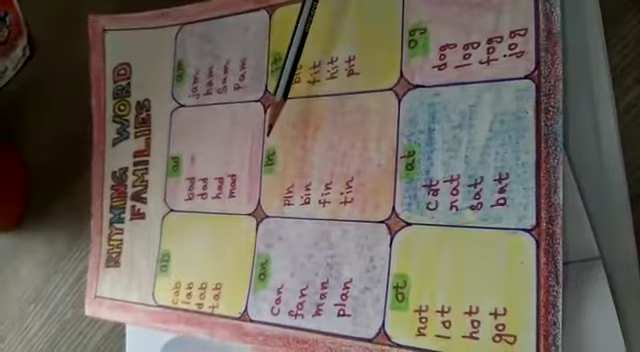 RHYMING WORD
FAMILIES
ab
cab
lab
dab
tab
ad
bad
dad
had
mad
am
jam
ham
Sam
Pam
an
can
fan
man
plan
in
pin
bin
fin
tin
it
bit
fit
hit
pit
ot
not
lot
hot
got
at
cat
rat
sat
bat
og
dog
log
fog
jog